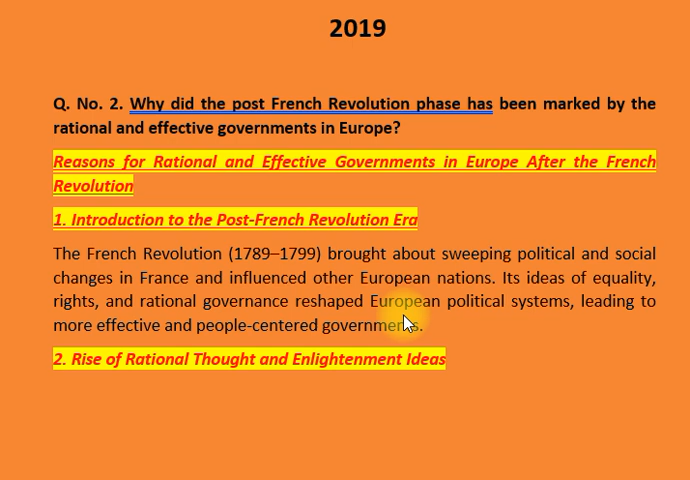 2019
Q. No. 2. Why did the post French Revolution phase has been marked by the
rational and effective governments in Europe?
Reasons for Rational and Effective Governments in Europe After the French
Revolution
1. Introduction to the Post-French Revolution Era
The French Revolution (1789–1799) brought about sweeping political and social
changes in France and influenced other European nations. Its ideas of equality,
rights, and rational governance reshaped European political systems, leading to
more effective and people-centered governments.
2. Rise of Rational Thought and Enlightenment Ideas